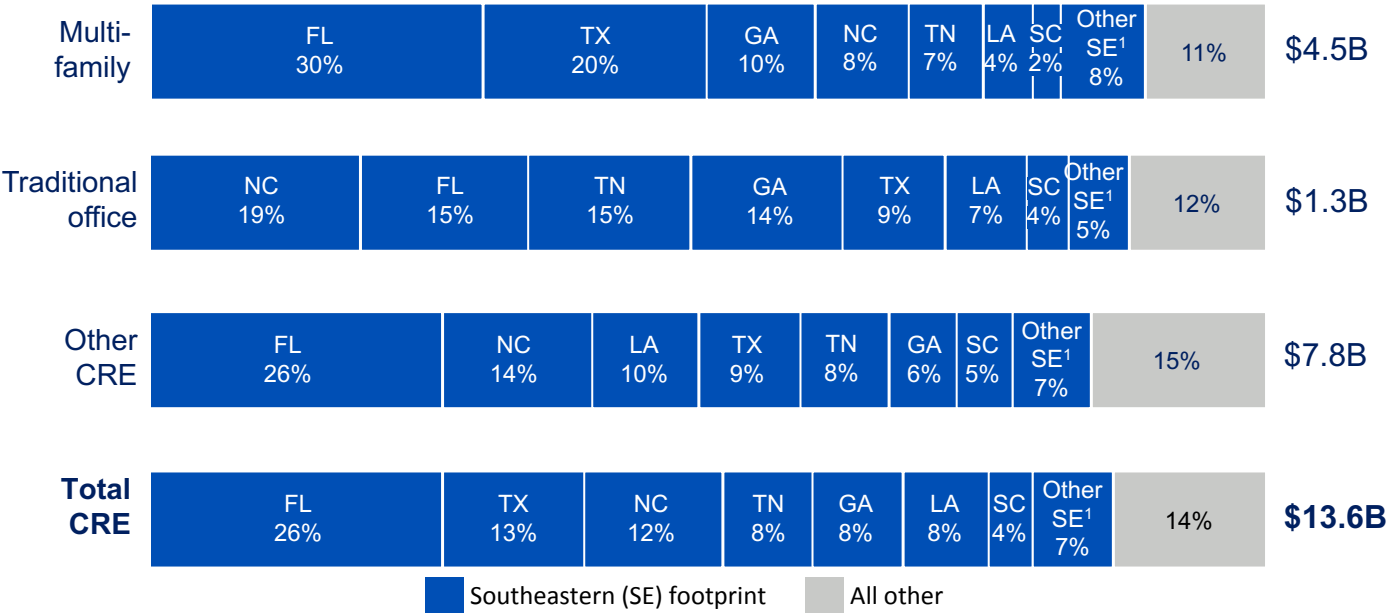 Multi-
family
FL
30%
TX
20%
GA
10%
NC
8%
TN
7%
LA
4%
SC
2%
Other
SE¹
8%
11%
$4.5B
Traditional
office
NC
19%
FL
15%
TN
15%
GA
14%
TX
9%
LA
7%
SC
4%
Other
SE¹
5%
12%
$1.3B
Other
CRE
FL
26%
NC
14%
LA
10%
TX
9%
TN
8%
GA
6%
SC
5%
Other
SE¹
7%
15%
$7.8B
Total
CRE
FL
26%
TX
13%
NC
12%
TN
8%
GA
8%
LA
8%
SC
4%
Other
SE¹
7%
14%
$13.6B
Southeastern (SE) footprint
All other